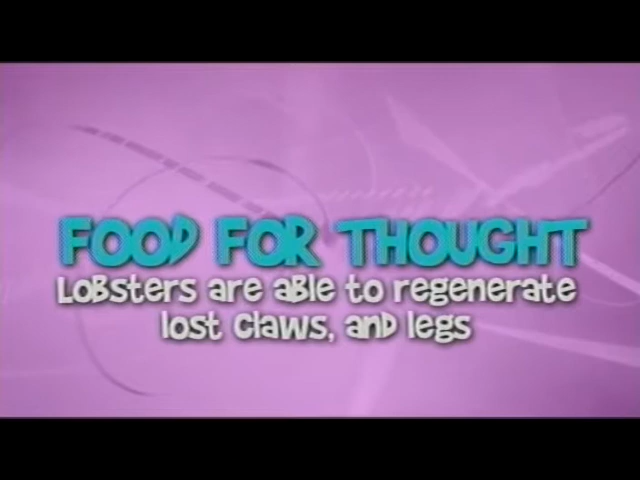 FOOD FOR THOUGHT
Lobsters are able to regenerate
lost claws, and legs